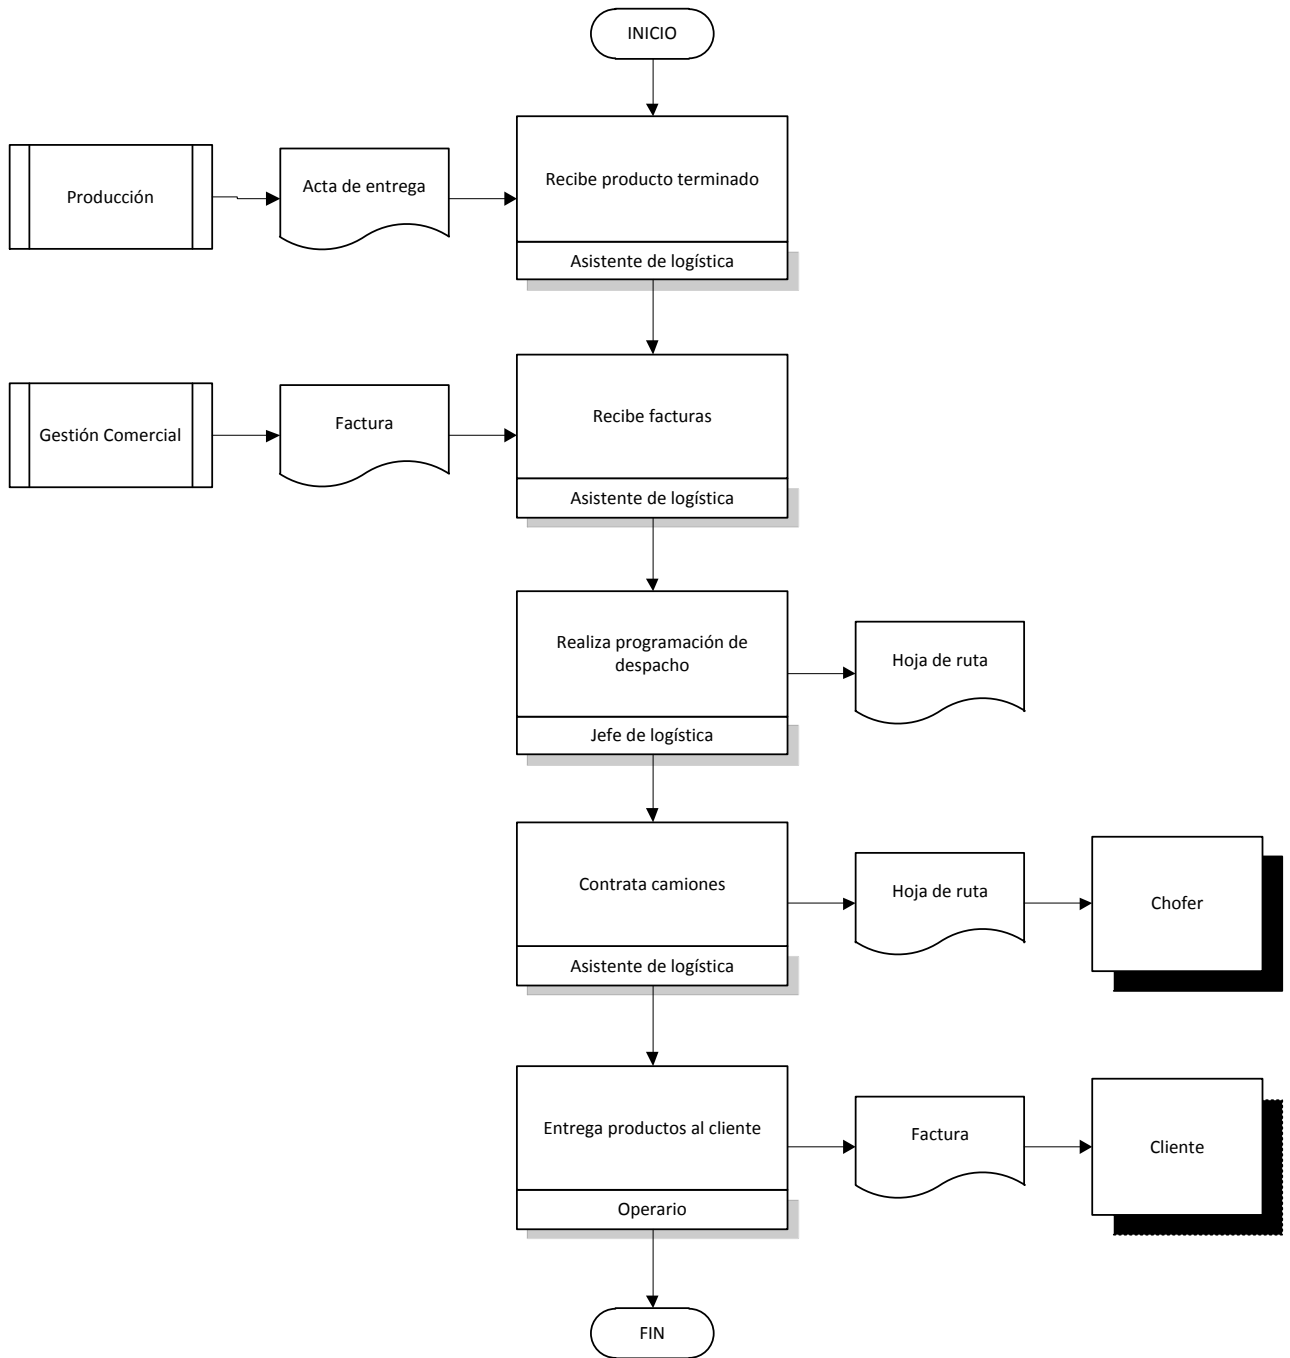 INICIO
Producción
Acta de entrega
Recibe producto terminado
Asistente de logística
Gestión Comercial
Factura
Recibe facturas
Asistente de logística
Realiza programación de
despacho
Jefe de logística
Hoja de ruta
Contrata camiones
Asistente de logística
Hoja de ruta
Chofer
Entrega productos al cliente
Operario
Factura
Cliente
FIN